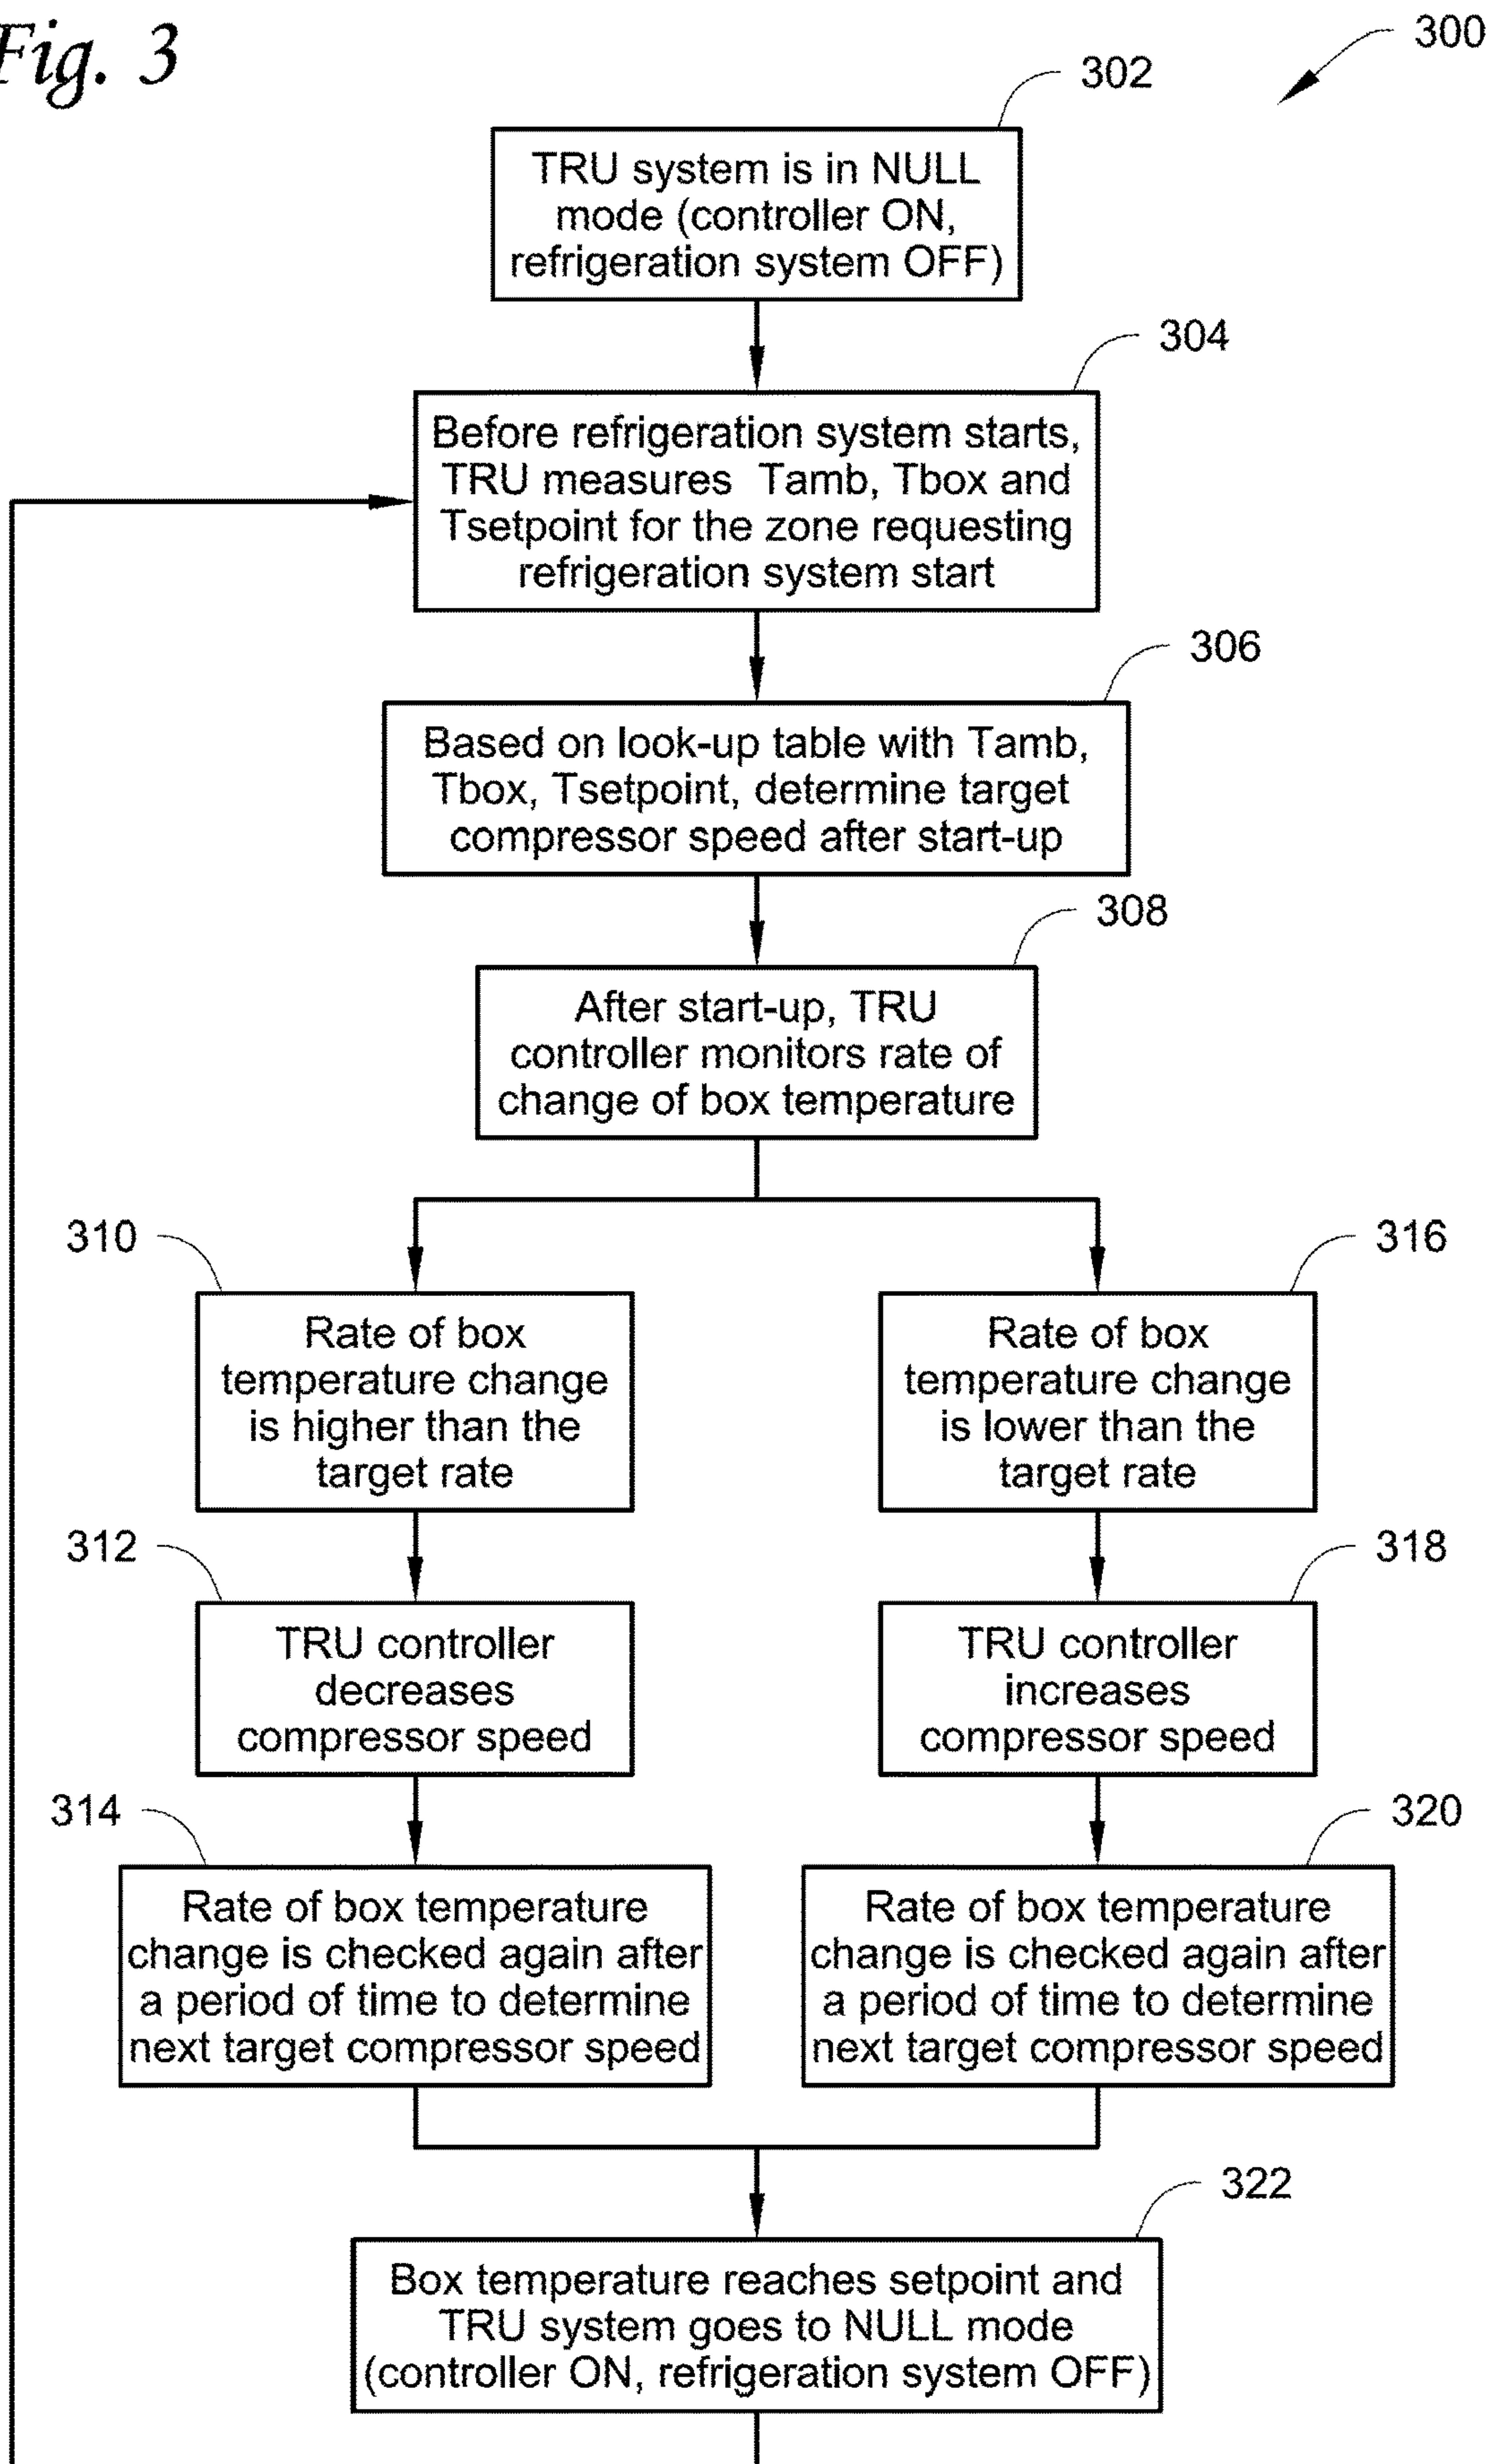 Fig. 3
300
302
TRU system is in NULL
mode (controller ON,
refrigeration system OFF)
304
Before refrigeration system starts,
TRU measures Tamb, Tbox and
Tsetpoint for the zone requesting
refrigeration system start
306
Based on look-up table with Tamb,
Tbox, Tsetpoint, determine target
compressor speed after start-up
308
After start-up, TRU
controller monitors rate of
change of box temperature
310
Rate of box
temperature change
is higher than the
target rate
316
Rate of box
temperature change
is lower than the
target rate
312
TRU controller
decreases
compressor speed
318
TRU controller
increases
compressor speed
314
Rate of box temperature
change is checked again after
a period of time to determine
next target compressor speed
320
Rate of box temperature
change is checked again after
a period of time to determine
next target compressor speed
322
Box temperature reaches setpoint and
TRU system goes to NULL mode
(controller ON, refrigeration system OFF)